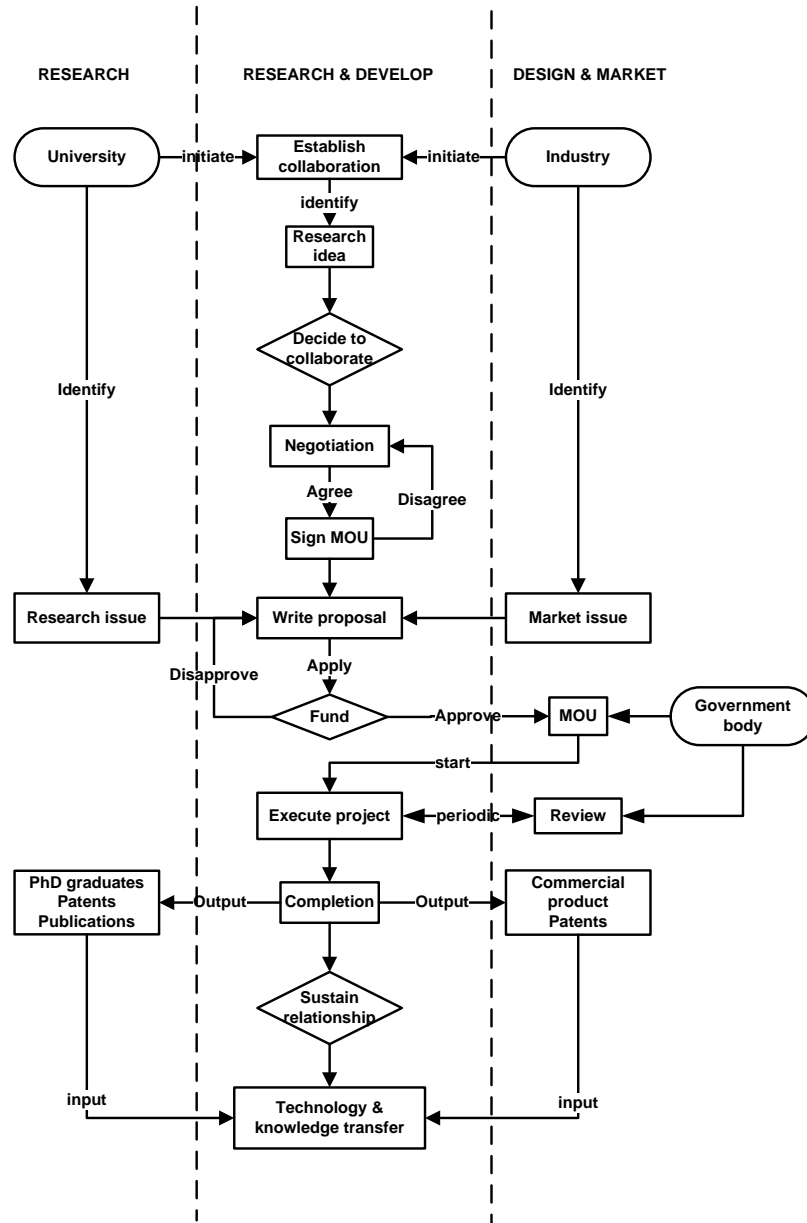 RESEARCH
RESEARCH & DEVELOP
DESIGN & MARKET
University
initiate
Establish
collaboration
initiate
Industry
identify
Research
idea
Decide to
collaborate
Identify
Identify
Negotiation
Agree
Disagree
Sign MOU
Research issue
Write proposal
Market issue
Disapprove
Apply
Fund
Approve
MOU
Government
body
start
Execute project
periodic
Review
PhD graduates
Patents
Publications
Output
Completion
Output
Commercial
product
Patents
Sustain
relationship
input
Technology &
knowledge transfer
input